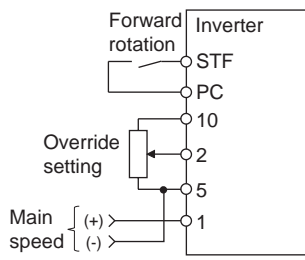 Forward
rotation
Inverter
STF
PC
10
Override
setting
2
5
Main
speed
(+)
(-)
1